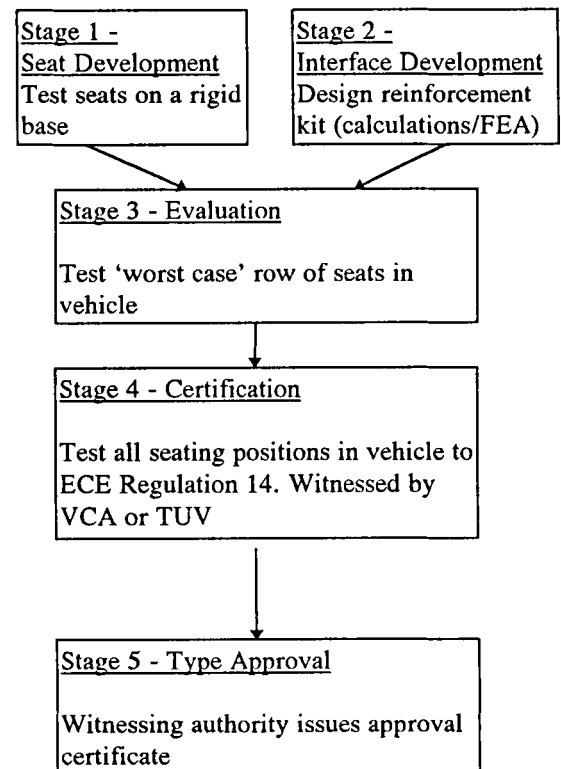 Stage 1 -
Seat Development
Test seats on a rigid
base
Stage 2 -
Interface Development
Design reinforcement
kit (calculations/FEA)
Stage 3 - Evaluation
Test ‘worst case’ row of seats in
vehicle
Stage 4 - Certification
Test all seating positions in vehicle to
ECE Regulation 14. Witnessed by
VCA or TUV
Stage 5 - Type Approval
Witnessing authority issues approval
certificate